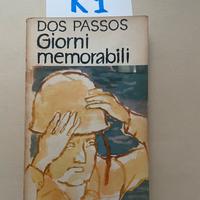 K1
DOS PASSOS
Giorni
memorabili